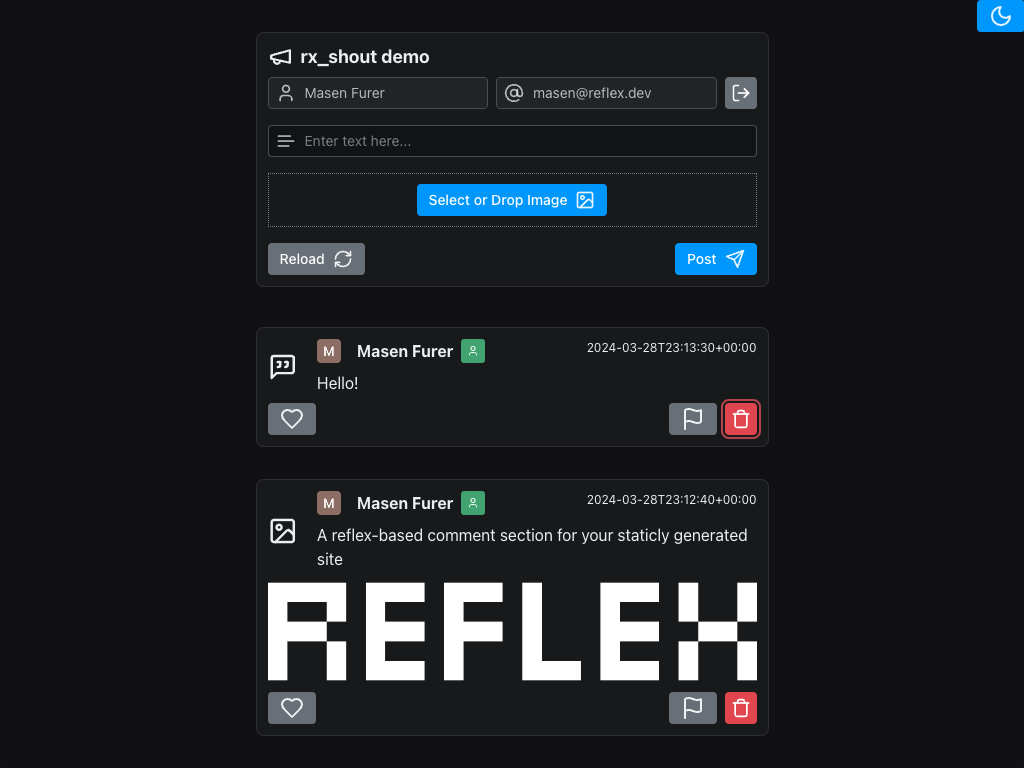 rx_shout demo
Masen Furer
masen@reflex.dev
Enter text here...
Select or Drop Image
Reload
Post
M Masen Furer 2024-03-28T23:13:30+00:00
Hello!
M Masen Furer 2024-03-28T23:12:40+00:00
A reflex-based comment section for your staticly generated
site
REFLEX